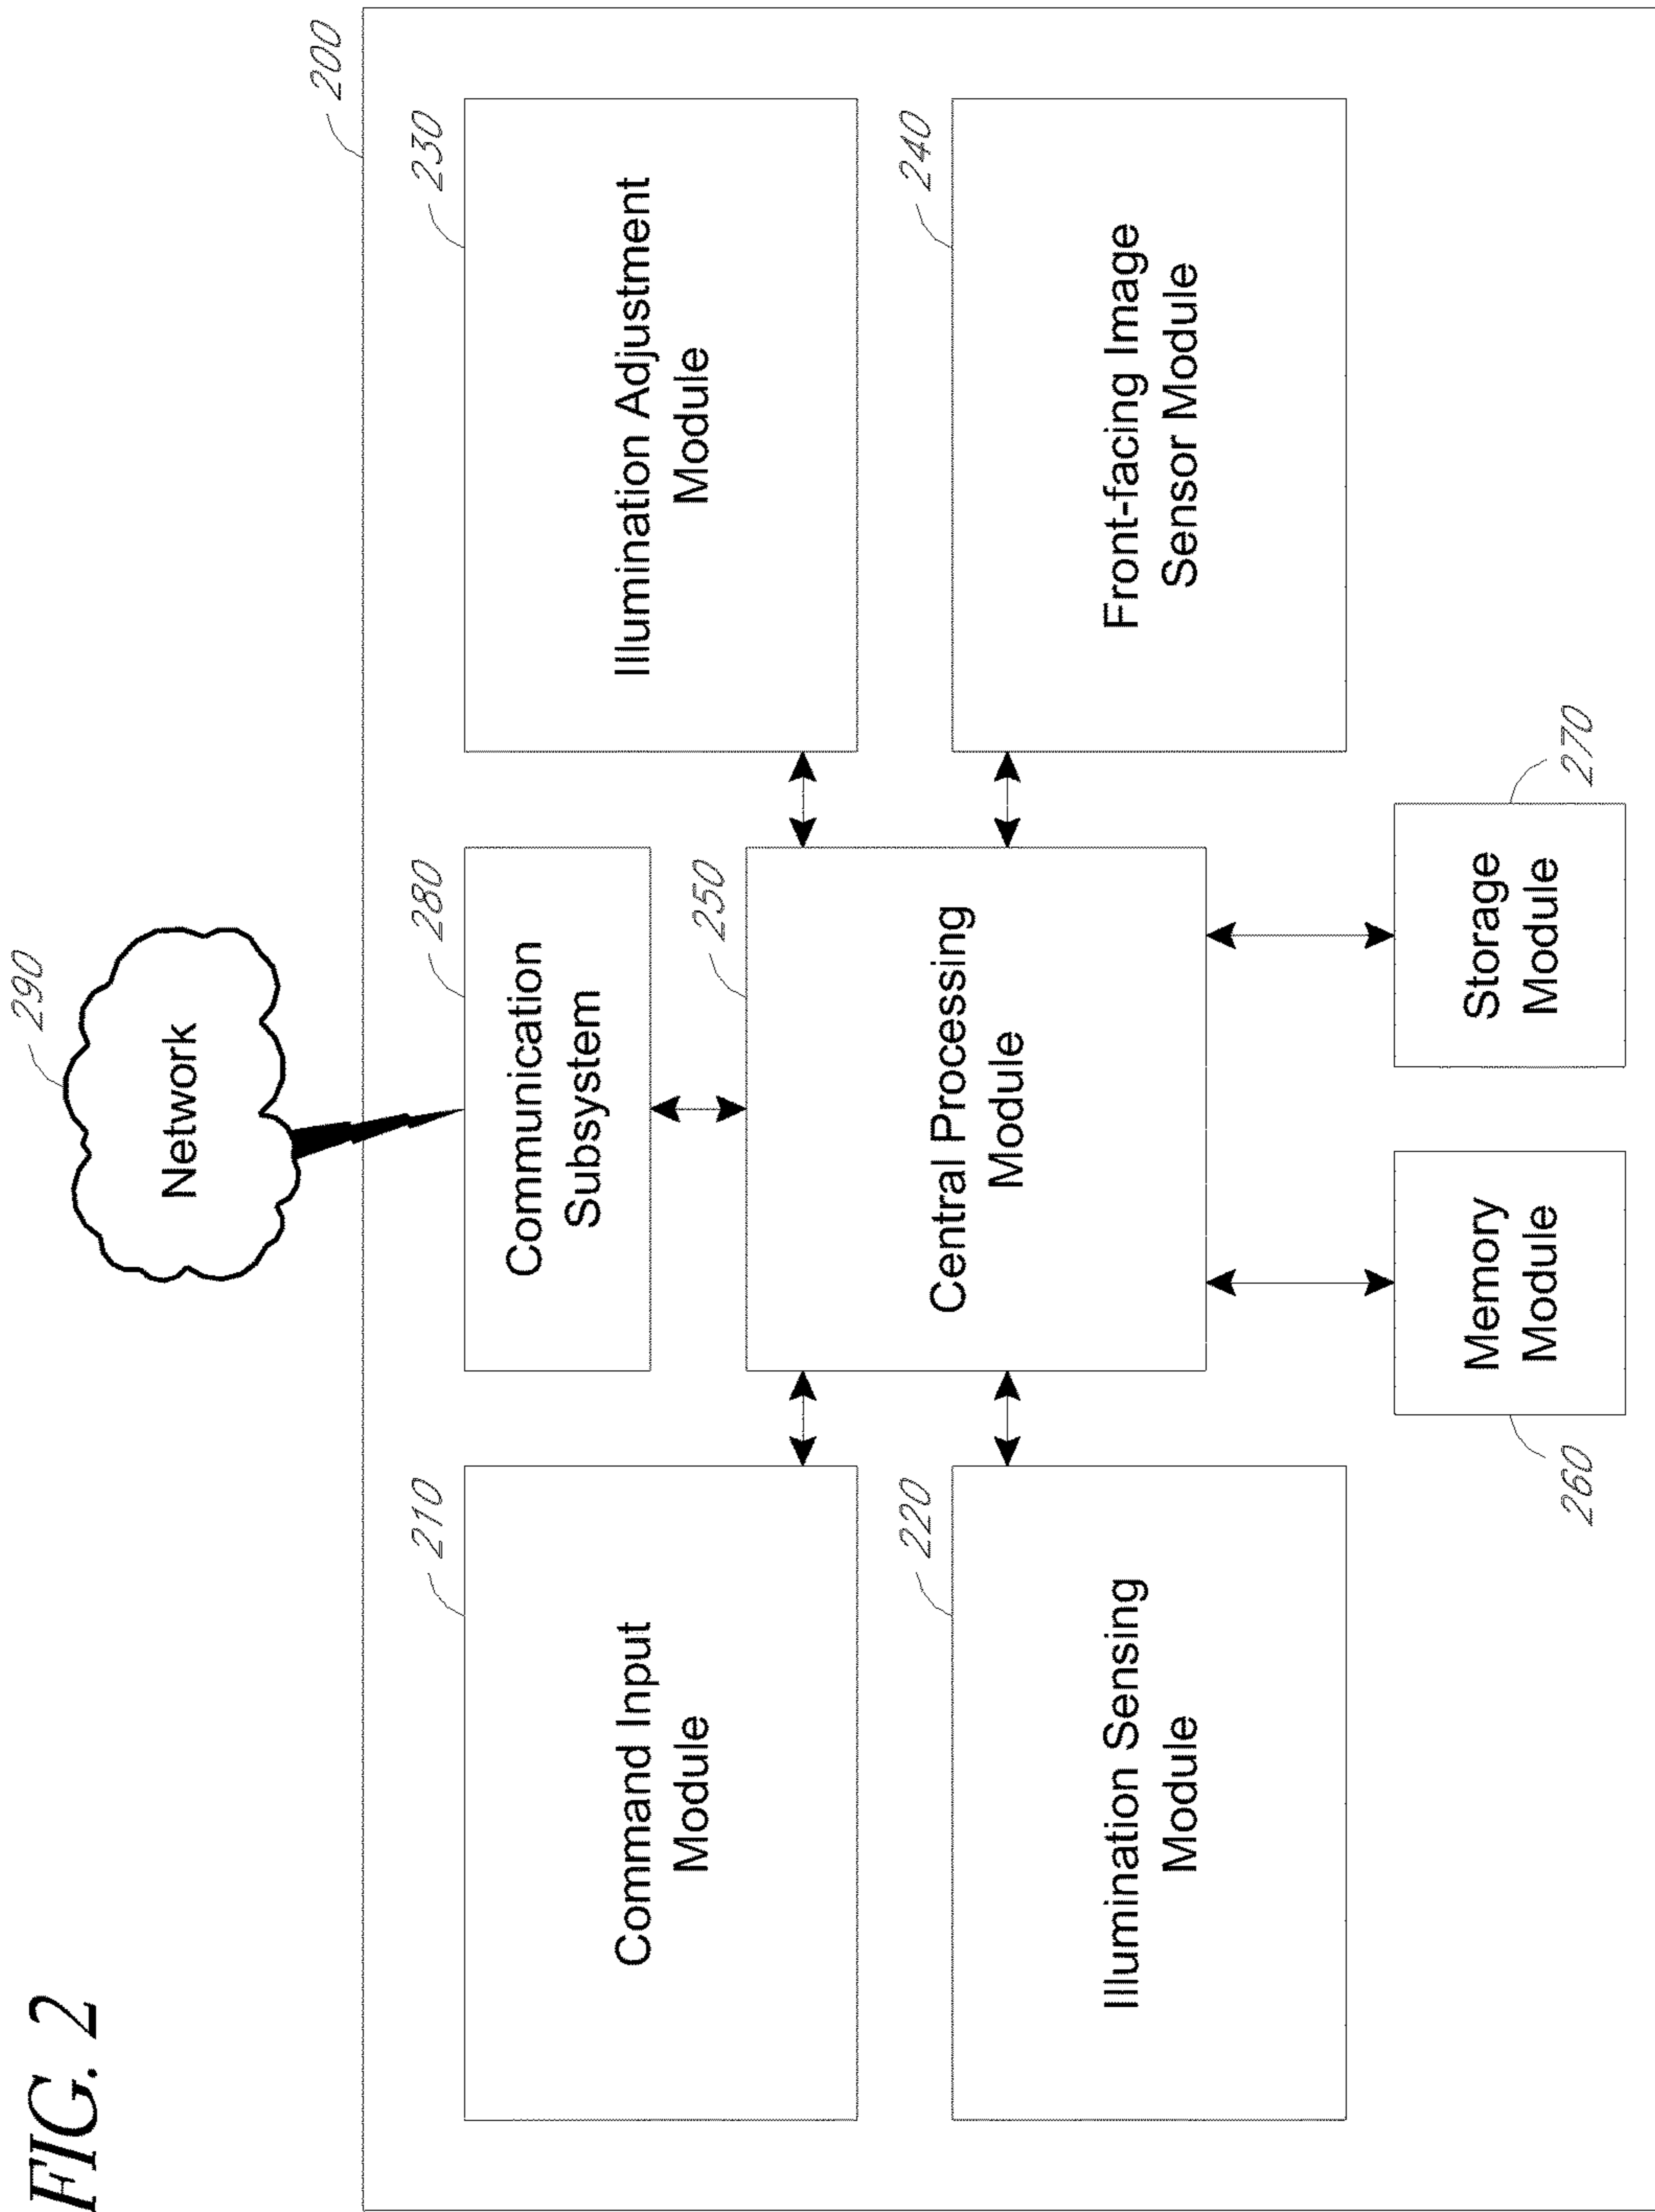 FIG. 2
290
Network
200
210
Command Input
Module
280
Communication
Subsystem
230
Illumination Adjustment
Module
250
Central Processing
Module
220
Illumination Sensing
Module
240
Front-facing Image
Sensor Module
260
Memory
Module
270
Storage
Module